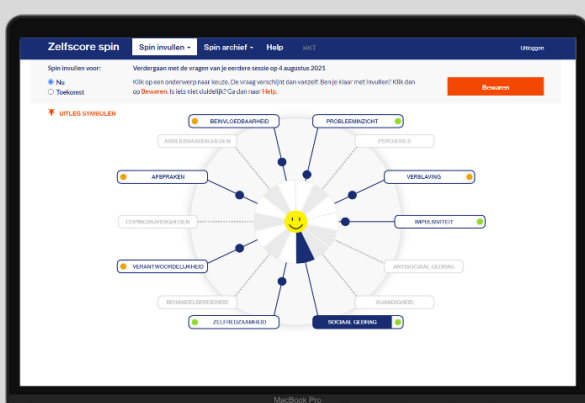 Zelfscore spin
Spin invullen
Spin archief
Help
HKT
Uitloggen
Spin invullen voor:
Nu
Toekomst
Verdergaan met de vragen van je eerdere sessie op 4 augustus 2021
Klik op een onderwerp naar keuze. De vraag verschijnt dan vanzelf. Ben je klaar met invullen? Klik dan
op Bewaren. Is iets niet duidelijk? Ga dan naar Help.
Bewaren
UITLEG SYMBOLEN
BEINVLOEDBAARHEID
PROBLEEMINZICHT
ARBEIDSVAARDIGHEDEN
PSYCHOSES
AFSPRAKEN
VERSLAVING
COPINGVAARDIGHEDEN
IMPULSIVITEIT
VERANTWOORDELIJKHEID
ANTISOCIAAL GEDRAG
BEHANDELBEREIDHEID
VIJANDIGHEID
ZELFREDZAAMHEID
SOCIAAL GEDRAG
MacBook Pro